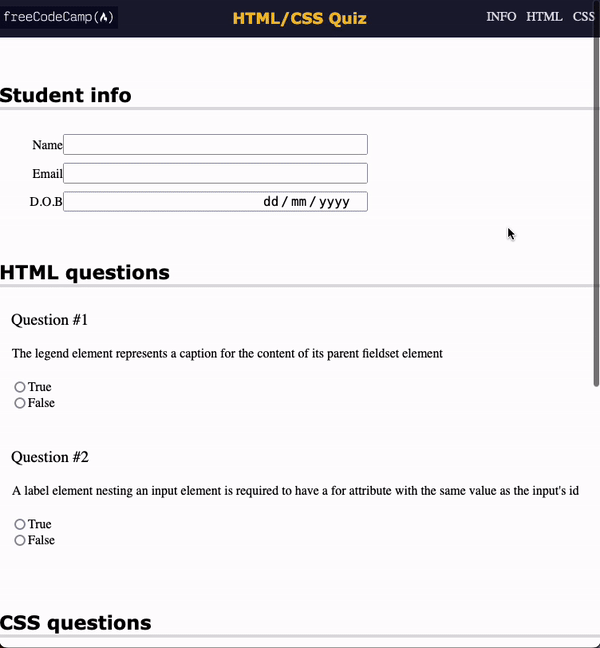 freeCodeCamp(🔥) HTML/CSS Quiz INFO HTML CSS
Student info
Name
Email
D.O.B dd/mm/yyyy
HTML questions
Question #1
The legend element represents a caption for the content of its parent fieldset element
True
False
Question #2
A label element nesting an input element is required to have a for attribute with the same value as the input's id
True
False
CSS questions